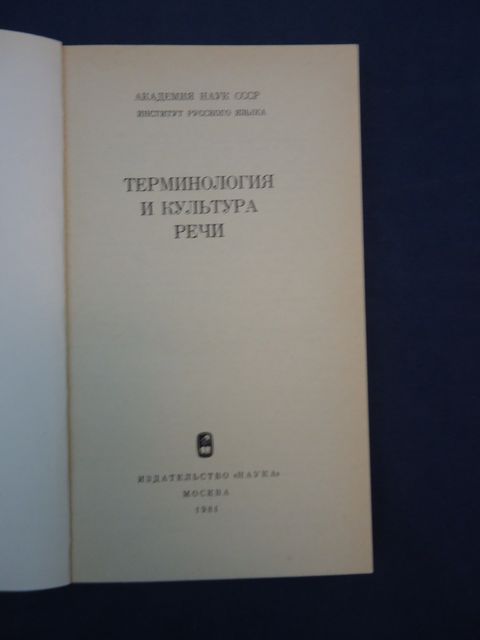 АКАДЕМИЯ НАУК СССР
ИНСТИТУТ РУССКОГО ЯЗЫКА
ТЕРМИНОЛОГИЯ
И КУЛЬТУРА
РЕЧИ
ИЗДАТЕЛЬСТВО «НАУКА»
МОСКВА
1981